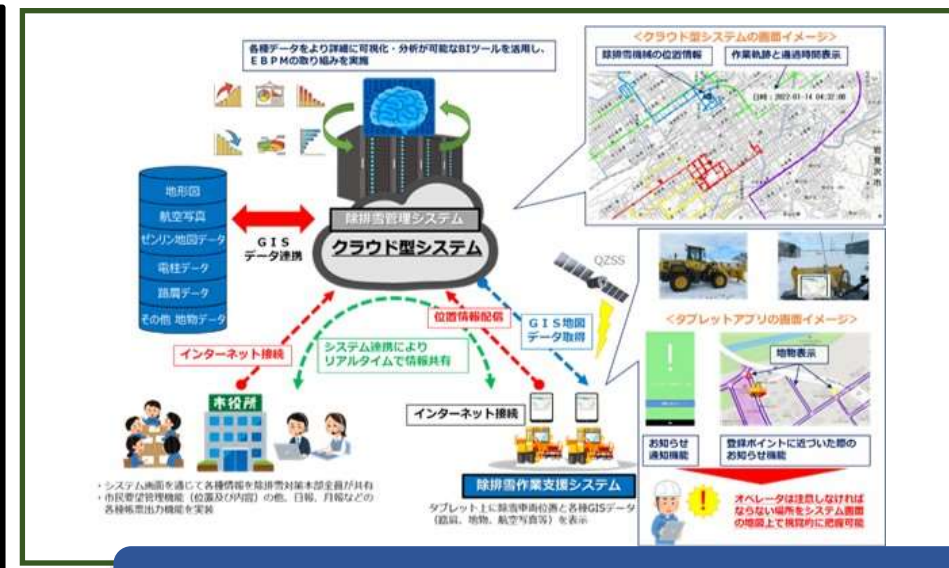 各種データをより詳細に可視化・分析が可能なBIツールを活用し、
EBPMの取り組みを実施
<クラウド型システムの画面イメージ>
除排雪機械の位置情報
作業軌跡と通過時間表示
日時：2022-01-14 04:32:00
岩見沢市
地形図
航空写真
ゼンリン地図データ
電柱データ
路肩データ
その他 地物データ
GIS
データ連携
除排雪管理システム
クラウド型システム
QZSS
インターネット接続
システム連携により
リアルタイムで情報共有
位置情報配信
GIS地図
データ取得
<タブレットアプリの画面イメージ>
地物表示
市役所
インターネット接続
お知らせ
通知機能
登録ポイントに近づいた際の
お知らせ機能
・システム画面を通じて各種情報を除排雪対策本部全員が共有
・市民要望管理機能（位置及び内容）の他、日報、月報などの
各種帳票出力機能を実装
除排雪作業支援システム
タブレット上に除雪車両位置と各種GISデータ
（路肩、地物、航空写真等）を表示
オペレータは注意しなければ
ならない場所をシステム画面
の地図上で視覚的に把握可能